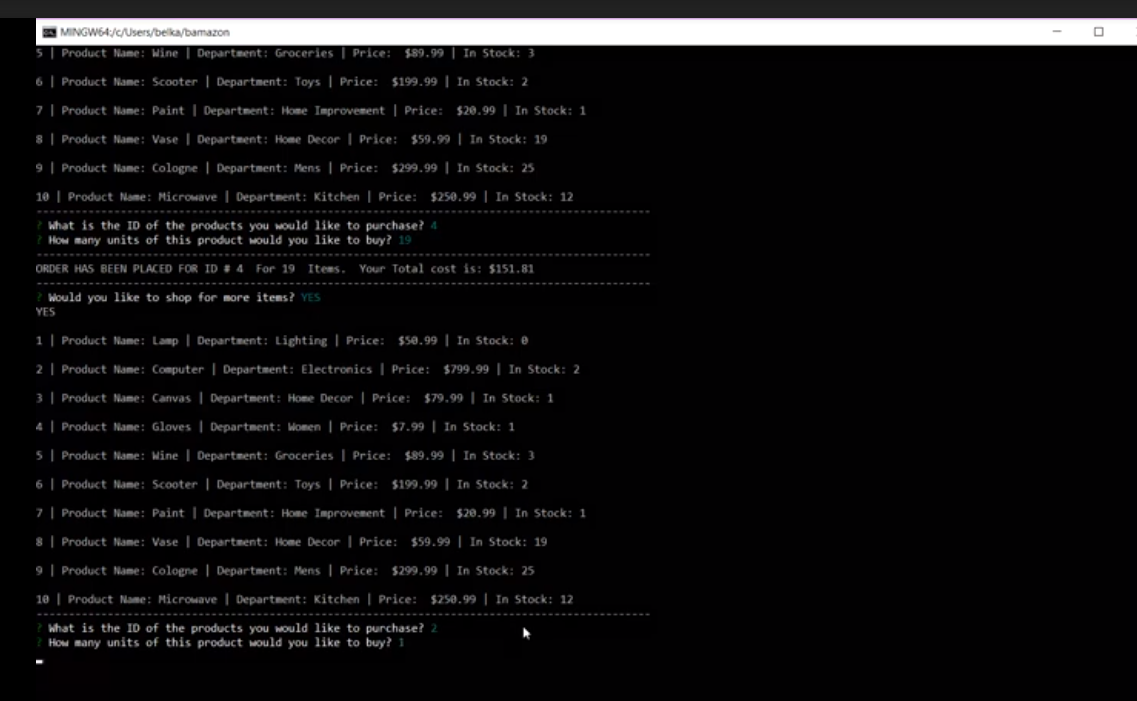 MINGW64:/c/Users/belka/bamazon
5 | Product Name: Wine | Department: Groceries | Price:  $89.99 | In Stock: 3
6 | Product Name: Scooter | Department: Toys | Price:  $199.99 | In Stock: 2
7 | Product Name: Paint | Department: Home Improvement | Price:  $20.99 | In Stock: 1
8 | Product Name: Vase | Department: Home Decor | Price:  $59.99 | In Stock: 19
9 | Product Name: Cologne | Department: Mens | Price:  $299.99 | In Stock: 25
10 | Product Name: Microwave | Department: Kitchen | Price:  $250.99 | In Stock: 12
--------------------------------------------------------------------------------------------
? What is the ID of the products you would like to purchase? 4
? How many units of this product would you like to buy? 19
--------------------------------------------------------------------------------------------
ORDER HAS BEEN PLACED FOR ID # 4  For 19  Items.  Your Total cost is: $151.81
--------------------------------------------------------------------------------------------
? Would you like to shop for more items? YES
YES
1 | Product Name: Lamp | Department: Lighting | Price:  $50.99 | In Stock: 0
2 | Product Name: Computer | Department: Electronics | Price:  $799.99 | In Stock: 2
3 | Product Name: Canvas | Department: Home Decor | Price:  $79.99 | In Stock: 1
4 | Product Name: Gloves | Department: Women | Price:  $7.99 | In Stock: 1
5 | Product Name: Wine | Department: Groceries | Price:  $89.99 | In Stock: 3
6 | Product Name: Scooter | Department: Toys | Price:  $199.99 | In Stock: 2
7 | Product Name: Paint | Department: Home Improvement | Price:  $20.99 | In Stock: 1
8 | Product Name: Vase | Department: Home Decor | Price:  $59.99 | In Stock: 19
9 | Product Name: Cologne | Department: Mens | Price:  $299.99 | In Stock: 25
10 | Product Name: Microwave | Department: Kitchen | Price:  $250.99 | In Stock: 12
--------------------------------------------------------------------------------------------
? What is the ID of the products you would like to purchase? 2
? How many units of this product would you like to buy? 1